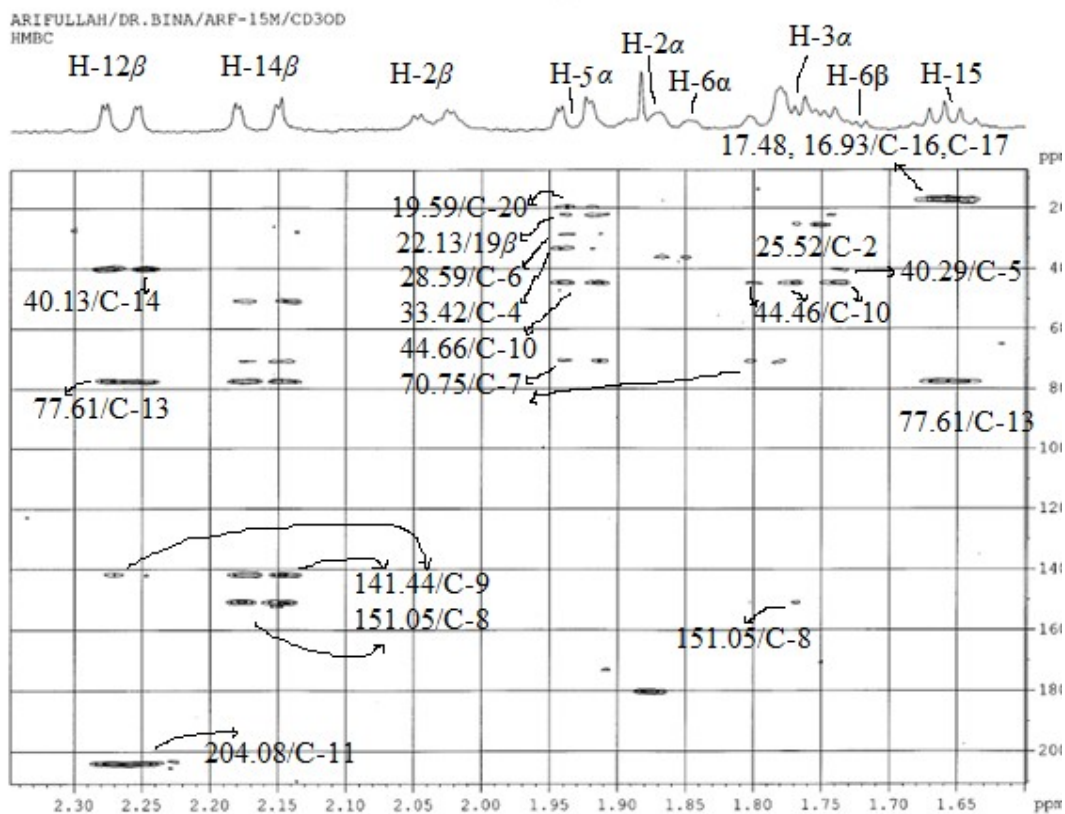 ARIFULLAH/DR.BINA/ARF-15M/CD3OD
HMBC
H-12β H-14β H-2β H-5α H-2α H-6α H-3α H-6β H-15
17.48, 16.93/C-16,C-17
ppm
19.59/C-20
22.13/19β
28.59/C-6
33.42/C-4
44.66/C-10
70.75/C-7
25.52/C-2
40.29/C-5
44.46/C-10
40.13/C-14
77.61/C-13
77.61/C-13
141.44/C-9
151.05/C-8
151.05/C-8
204.08/C-11
20
40
60
80
100
120
140
160
180
200
2.30 2.25 2.20 2.15 2.10 2.05 2.00 1.95 1.90 1.85 1.80 1.75 1.70 1.65 ppm